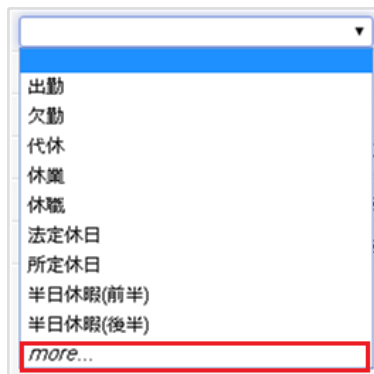 出勤
欠勤
代休
休業
休職
法定休日
所定休日
半日休暇(前半)
半日休暇(後半)
more...